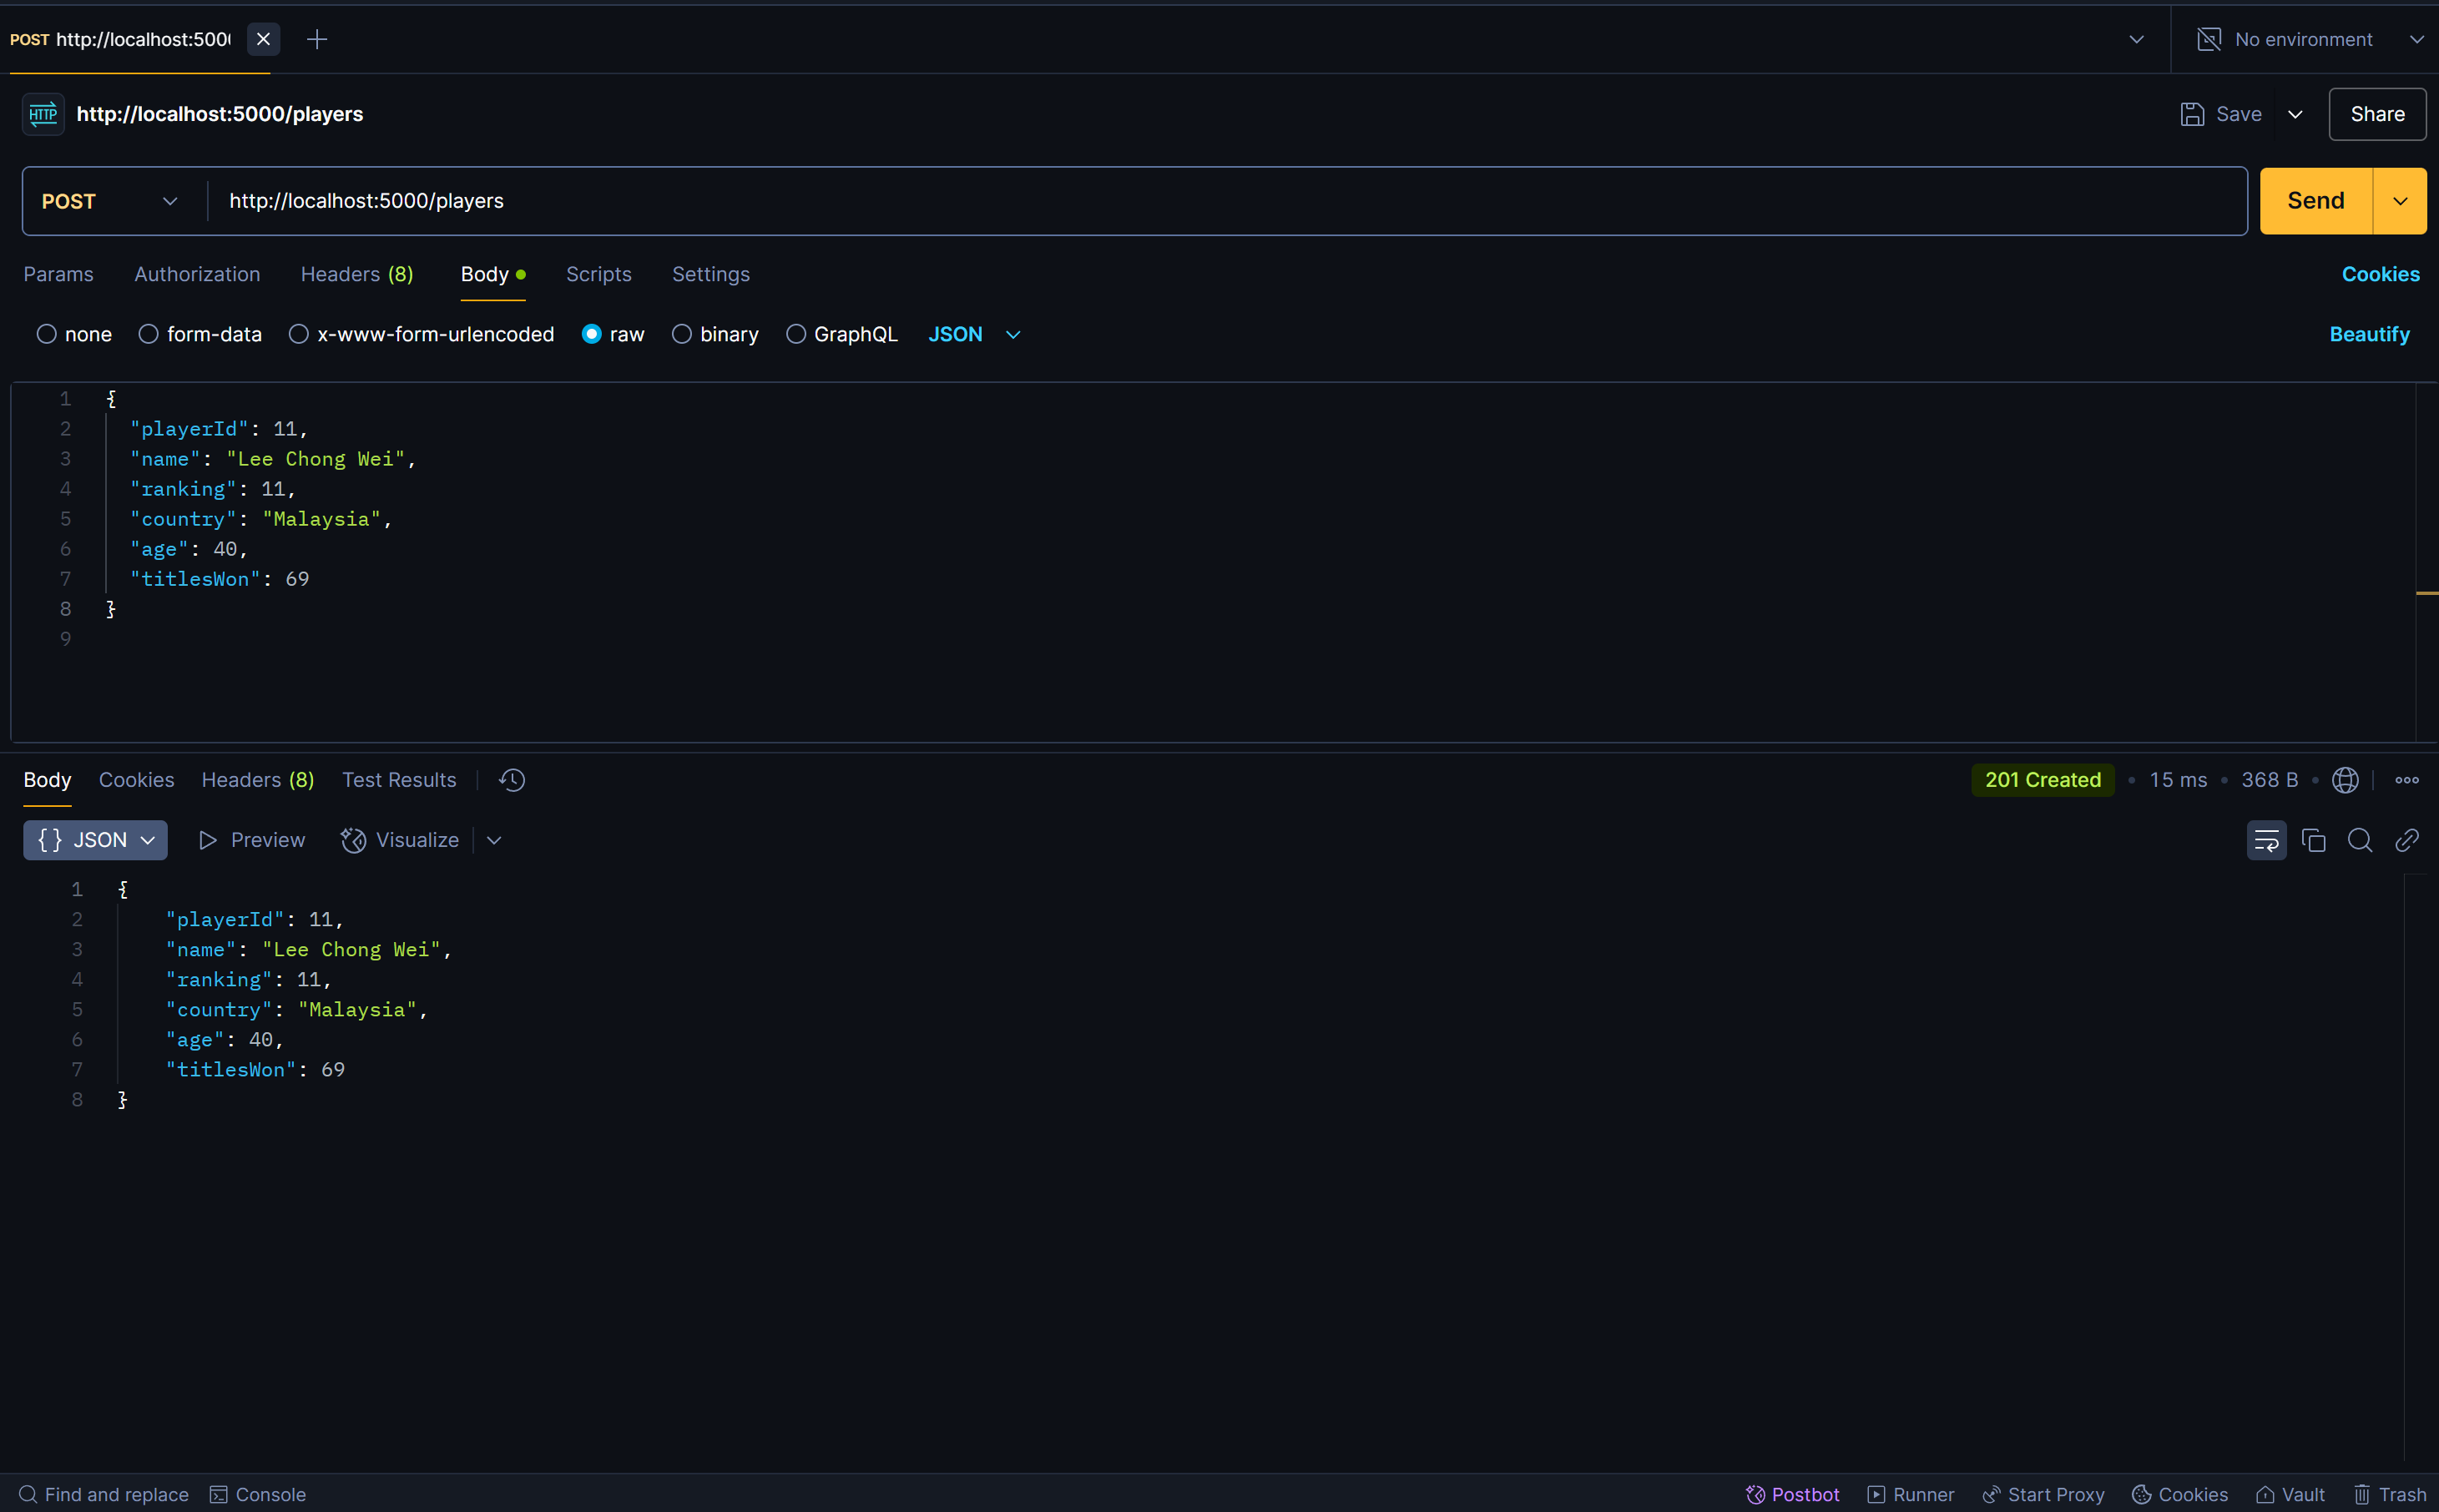 POST http://localhost:500
No environment
HTTP http://localhost:5000/players
Save
Share
POST http://localhost:5000/players
Send
Params Authorization Headers (8) Body Scripts Settings
Cookies
none form-data x-www-form-urlencoded raw binary GraphQL JSON
Beautify
1 {
2 "playerId": 11,
3 "name": "Lee Chong Wei",
4 "ranking": 11,
5 "country": "Malaysia",
6 "age": 40,
7 "titlesWon": 69
8 }
9
Body Cookies Headers (8) Test Results
201 Created • 15 ms • 368 B •
{ } JSON Preview Visualize
1 {
2 "playerId": 11,
3 "name": "Lee Chong Wei",
4 "ranking": 11,
5 "country": "Malaysia",
6 "age": 40,
7 "titlesWon": 69
8 }
Find and replace Console
Postbot Runner Start Proxy Cookies Vault Trash